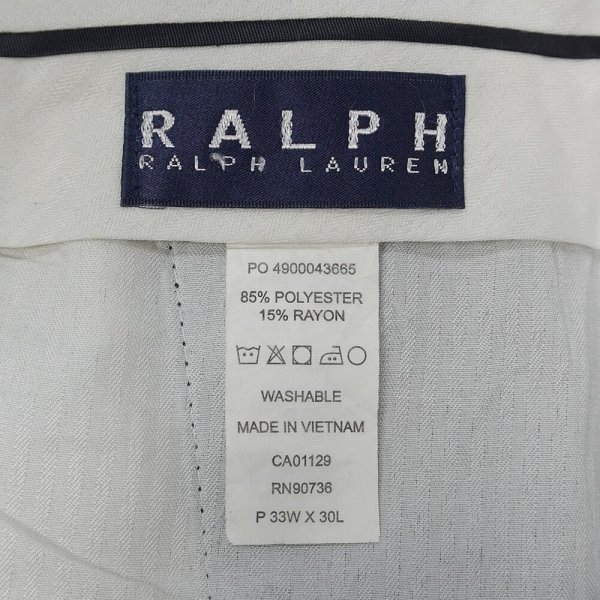 RALPH
RALPH LAUREN
PO 4900043665
85% POLYESTER
15% RAYON
WASHABLE
MADE IN VIETNAM
CA01129
RN90736
P 33W X 30L